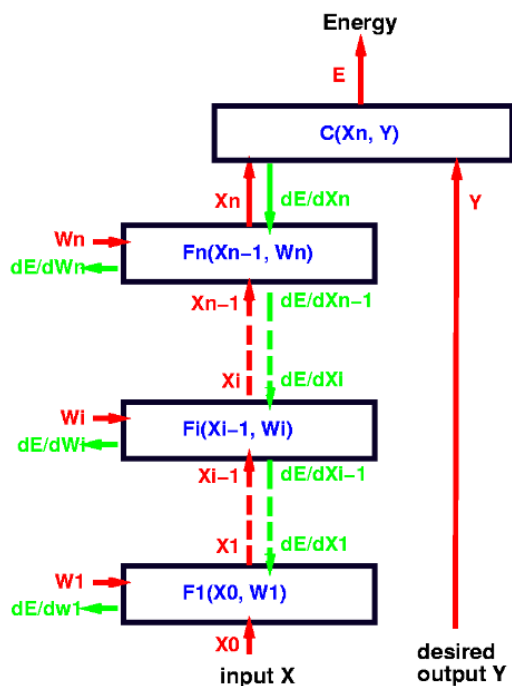 Energy
E
C(Xn, Y)
Xn
dE/dXn
Y
Wn
Fn(Xn−1, Wn)
dE/dWn
Xn−1
dE/dXn−1
Xi
dE/dXi
Wi
Fi(Xi−1, Wi)
dE/dWi
Xi−1
dE/dXi−1
X1
dE/dX1
W1
F1(X0, W1)
dE/dw1
X0
input X
desired
output Y